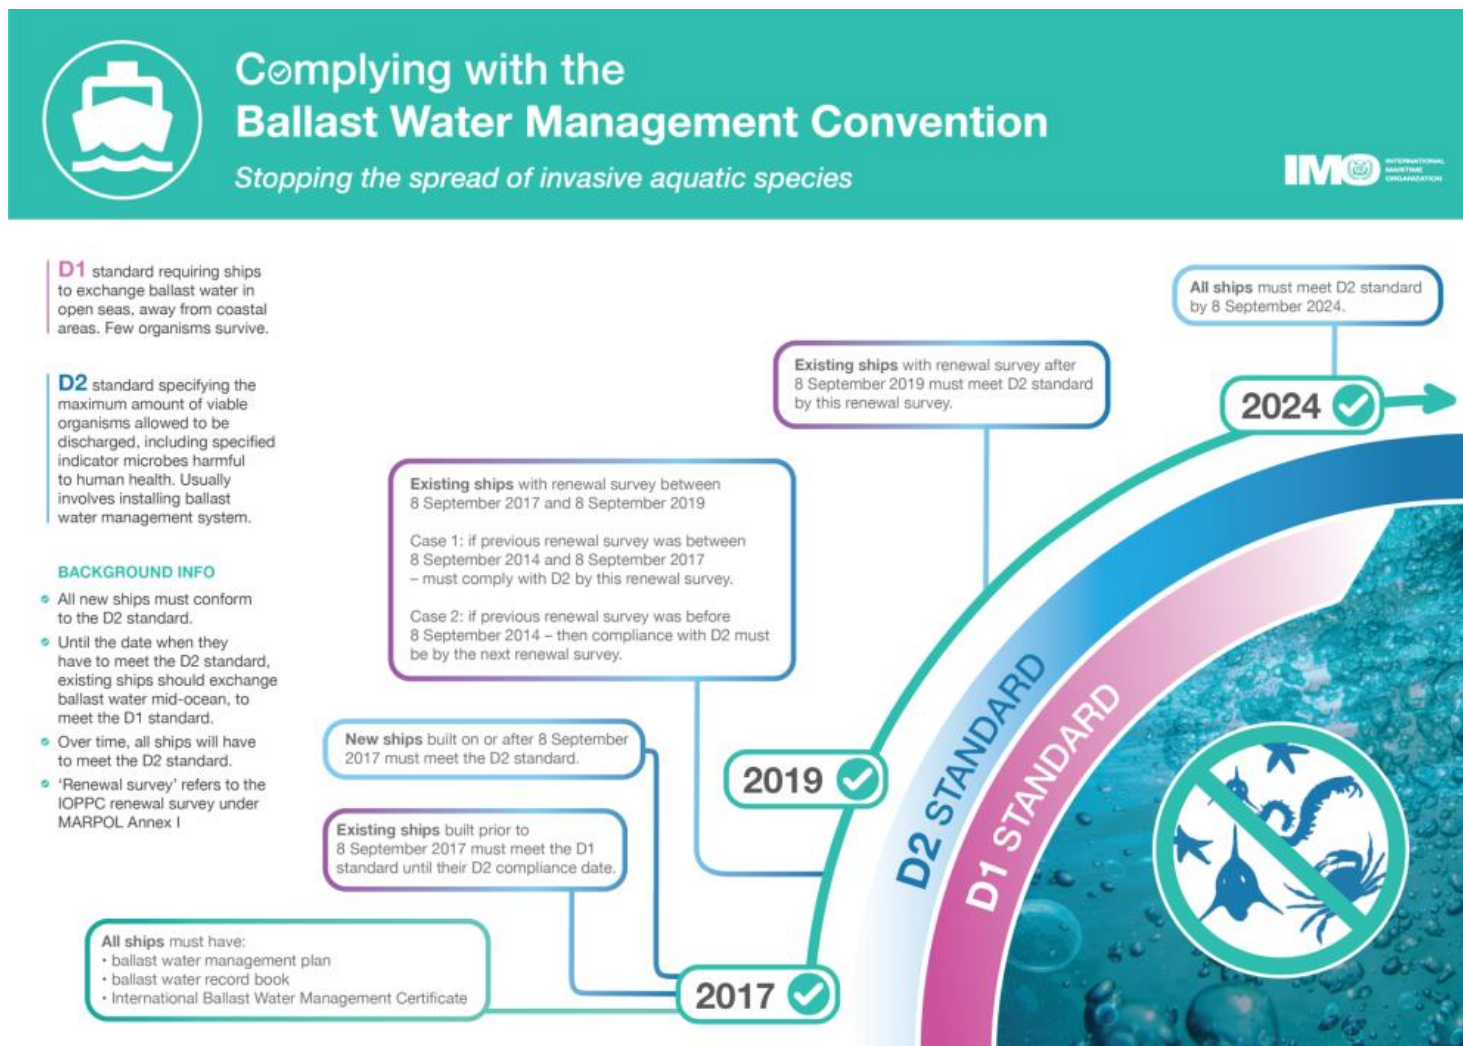 Complying with the
Ballast Water Management Convention
Stopping the spread of invasive aquatic species
IMO
INTERNATIONAL
MARITIME
ORGANIZATION
D1 standard requiring ships
to exchange ballast water in
open seas, away from coastal
areas. Few organisms survive.
D2 standard specifying the
maximum amount of viable
organisms allowed to be
discharged, including specified
indicator microbes harmful
to human health. Usually
involves installing ballast
water management system.
BACKGROUND INFO
All new ships must conform
to the D2 standard.
Until the date when they
have to meet the D2 standard,
existing ships should exchange
ballast water mid-ocean, to
meet the D1 standard.
Over time, all ships will have
to meet the D2 standard.
'Renewal survey' refers to the
IOPPC renewal survey under
MARPOL Annex I
All ships must meet D2 standard
by 8 September 2024.
2024
Existing ships with renewal survey after
8 September 2019 must meet D2 standard
by this renewal survey.
Existing ships with renewal survey between
8 September 2017 and 8 September 2019
Case 1: if previous renewal survey was between
8 September 2014 and 8 September 2017
– must comply with D2 by this renewal survey.
Case 2: if previous renewal survey was before
8 September 2014 – then compliance with D2 must
be by the next renewal survey.
2019
New ships built on or after 8 September
2017 must meet the D2 standard.
Existing ships built prior to
8 September 2017 must meet the D1
standard until their D2 compliance date.
All ships must have:
• ballast water management plan
• ballast water record book
• International Ballast Water Management Certificate
2017
D2 STANDARD
D1 STANDARD